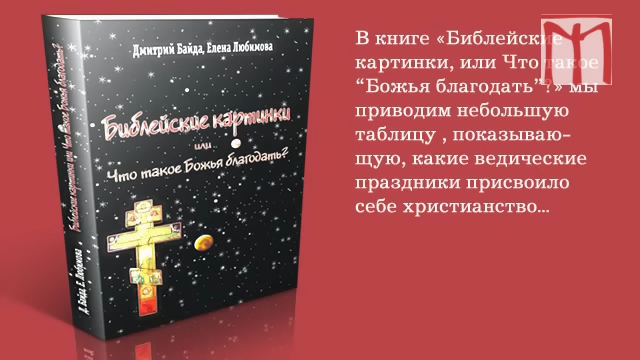 Дмитрий Байда, Елена Любимова
Библейские картинки
или
Что такое Божья благодать?
Д. Байда, Е. Любимова
Библейские картинки или Что такое Божья благодать?
В книге «Библейские
картинки, или Что такое
“Божья благодать”?» мы
приводим небольшую
таблицу , показываю-
щую, какие ведические
праздники присвоило
себе христианство...